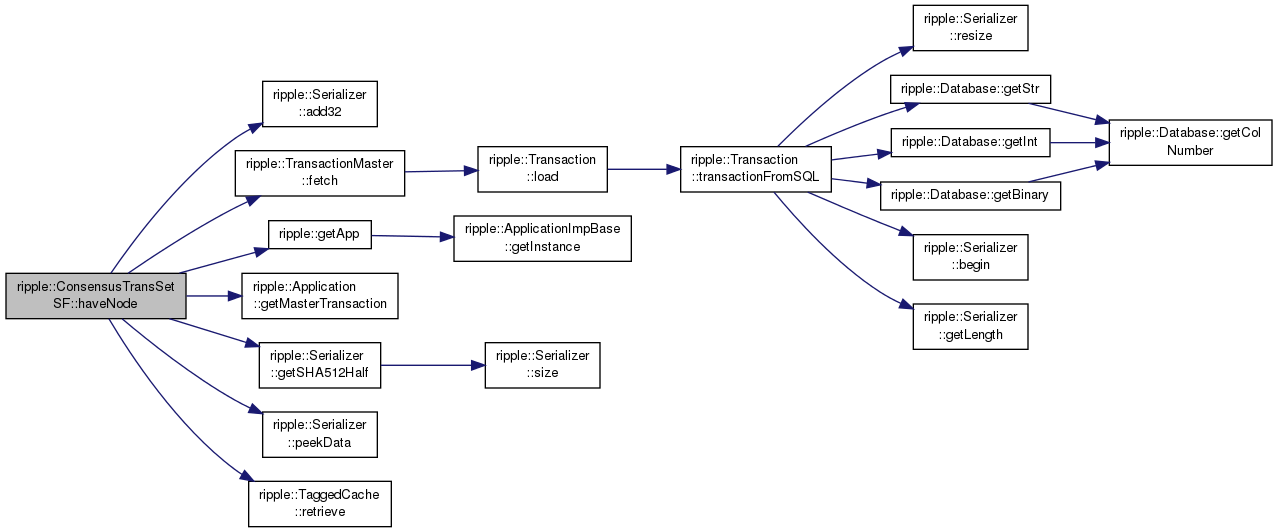 ripple::ConsensusTransSet
SF::haveNode
ripple::Serializer
::add32
ripple::TransactionMaster
::fetch
ripple::getApp
ripple::Application
::getMasterTransaction
ripple::Serializer
::getSHA512Half
ripple::Serializer
::peekData
ripple::TaggedCache
::retrieve
ripple::Transaction
::load
ripple::ApplicationImpBase
::getInstance
ripple::Serializer
::size
ripple::Transaction
::transactionFromSQL
ripple::Serializer
::resize
ripple::Database::getStr
ripple::Database::getInt
ripple::Database::getBinary
ripple::Serializer
::begin
ripple::Serializer
::getLength
ripple::Database::getCol
Number